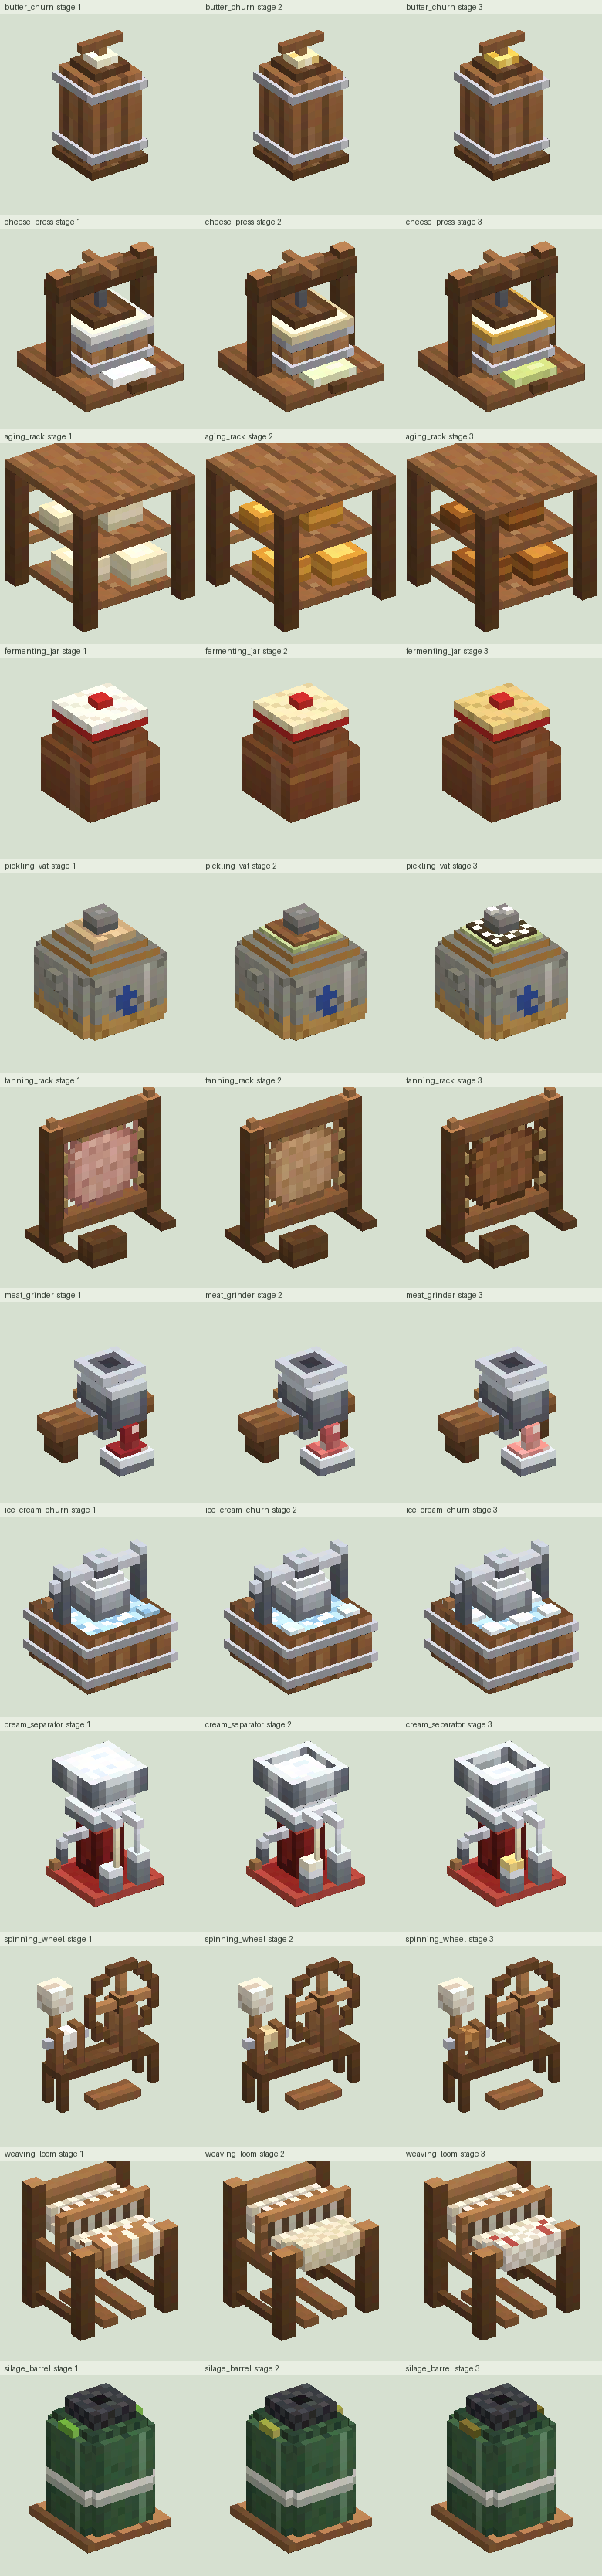 butter_churn stage 1 butter_churn stage 2 butter_churn stage 3
cheese_press stage 1 cheese_press stage 2 cheese_press stage 3
aging_rack stage 1 aging_rack stage 2 aging_rack stage 3
fermenting_jar stage 1 fermenting_jar stage 2 fermenting_jar stage 3
pickling_vat stage 1 pickling_vat stage 2 pickling_vat stage 3
tanning_rack stage 1 tanning_rack stage 2 tanning_rack stage 3
meat_grinder stage 1 meat_grinder stage 2 meat_grinder stage 3
ice_cream_churn stage 1 ice_cream_churn stage 2 ice_cream_churn stage 3
cream_separator stage 1 cream_separator stage 2 cream_separator stage 3
spinning_wheel stage 1 spinning_wheel stage 2 spinning_wheel stage 3
weaving_loom stage 1 weaving_loom stage 2 weaving_loom stage 3
silage_barrel stage 1 silage_barrel stage 2 silage_barrel stage 3